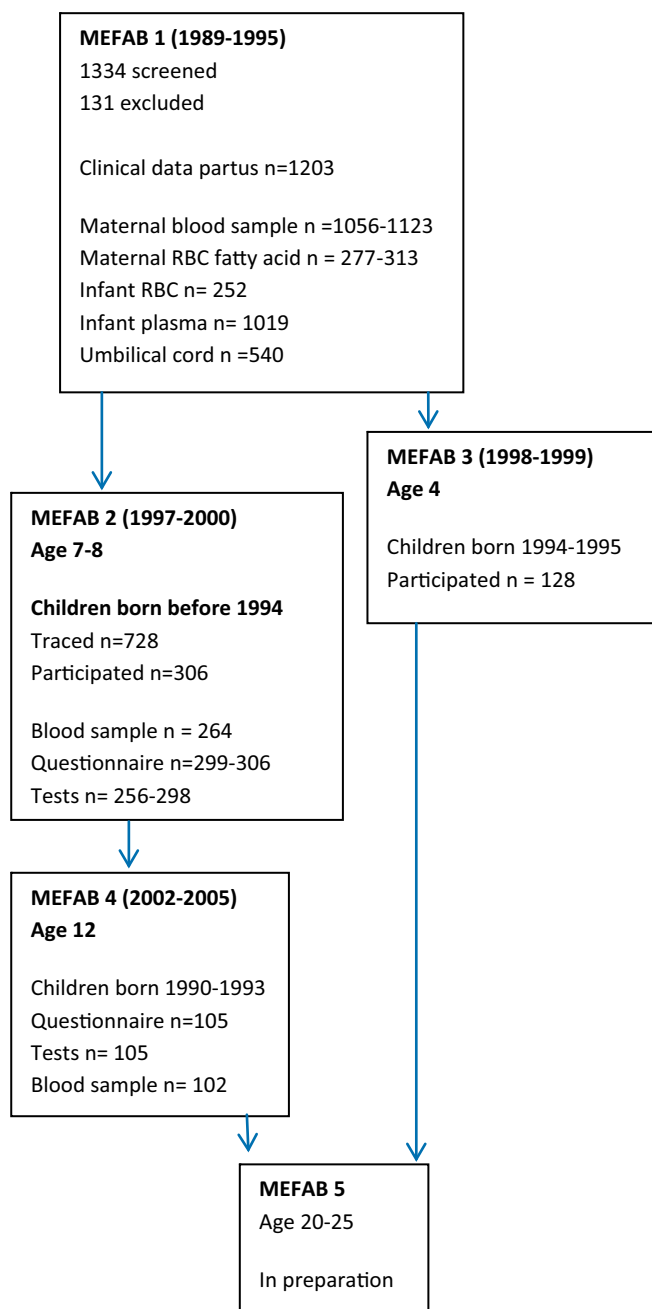 MEFAB 1 (1989-1995)
1334 screened
131 excluded
Clinical data partus n=1203
Maternal blood sample n =1056-1123
Maternal RBC fatty acid n = 277-313
Infant RBC n= 252
Infant plasma n= 1019
Umbilical cord n =540
MEFAB 3 (1998-1999)
Age 4
Children born 1994-1995
Participated n = 128
MEFAB 2 (1997-2000)
Age 7-8
Children born before 1994
Traced n=728
Participated n=306
Blood sample n = 264
Questionnaire n=299-306
Tests n= 256-298
MEFAB 4 (2002-2005)
Age 12
Children born 1990-1993
Questionnaire n=105
Tests n= 105
Blood sample n= 102
MEFAB 5
Age 20-25
In preparation